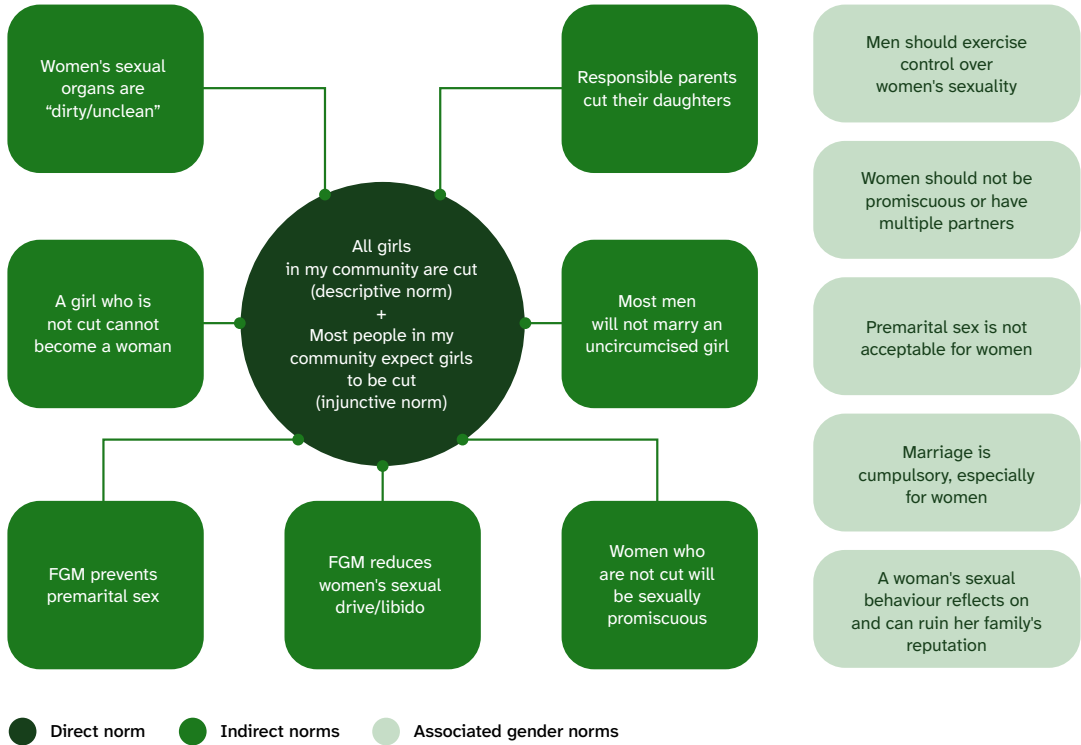 Women's sexual
organs are
“dirty/unclean”
Responsible parents
cut their daughters
A girl who is
not cut cannot
become a woman
All girls
in my community are cut
(descriptive norm)
+
Most people in my
community expect girls
to be cut
(injunctive norm)
Most men
will not marry an
uncircumcised girl
FGM prevents
premarital sex
FGM reduces
women's sexual
drive/libido
Women who
are not cut will
be sexually
promiscuous
Men should exercise
control over
women's sexuality
Women should not be
promiscuous or have
multiple partners
Premarital sex is not
acceptable for women
Marriage is
cumpulsory, especially
for women
A woman's sexual
behaviour reflects on
and can ruin her family's
reputation
Direct norm
Indirect norms
Associated gender norms